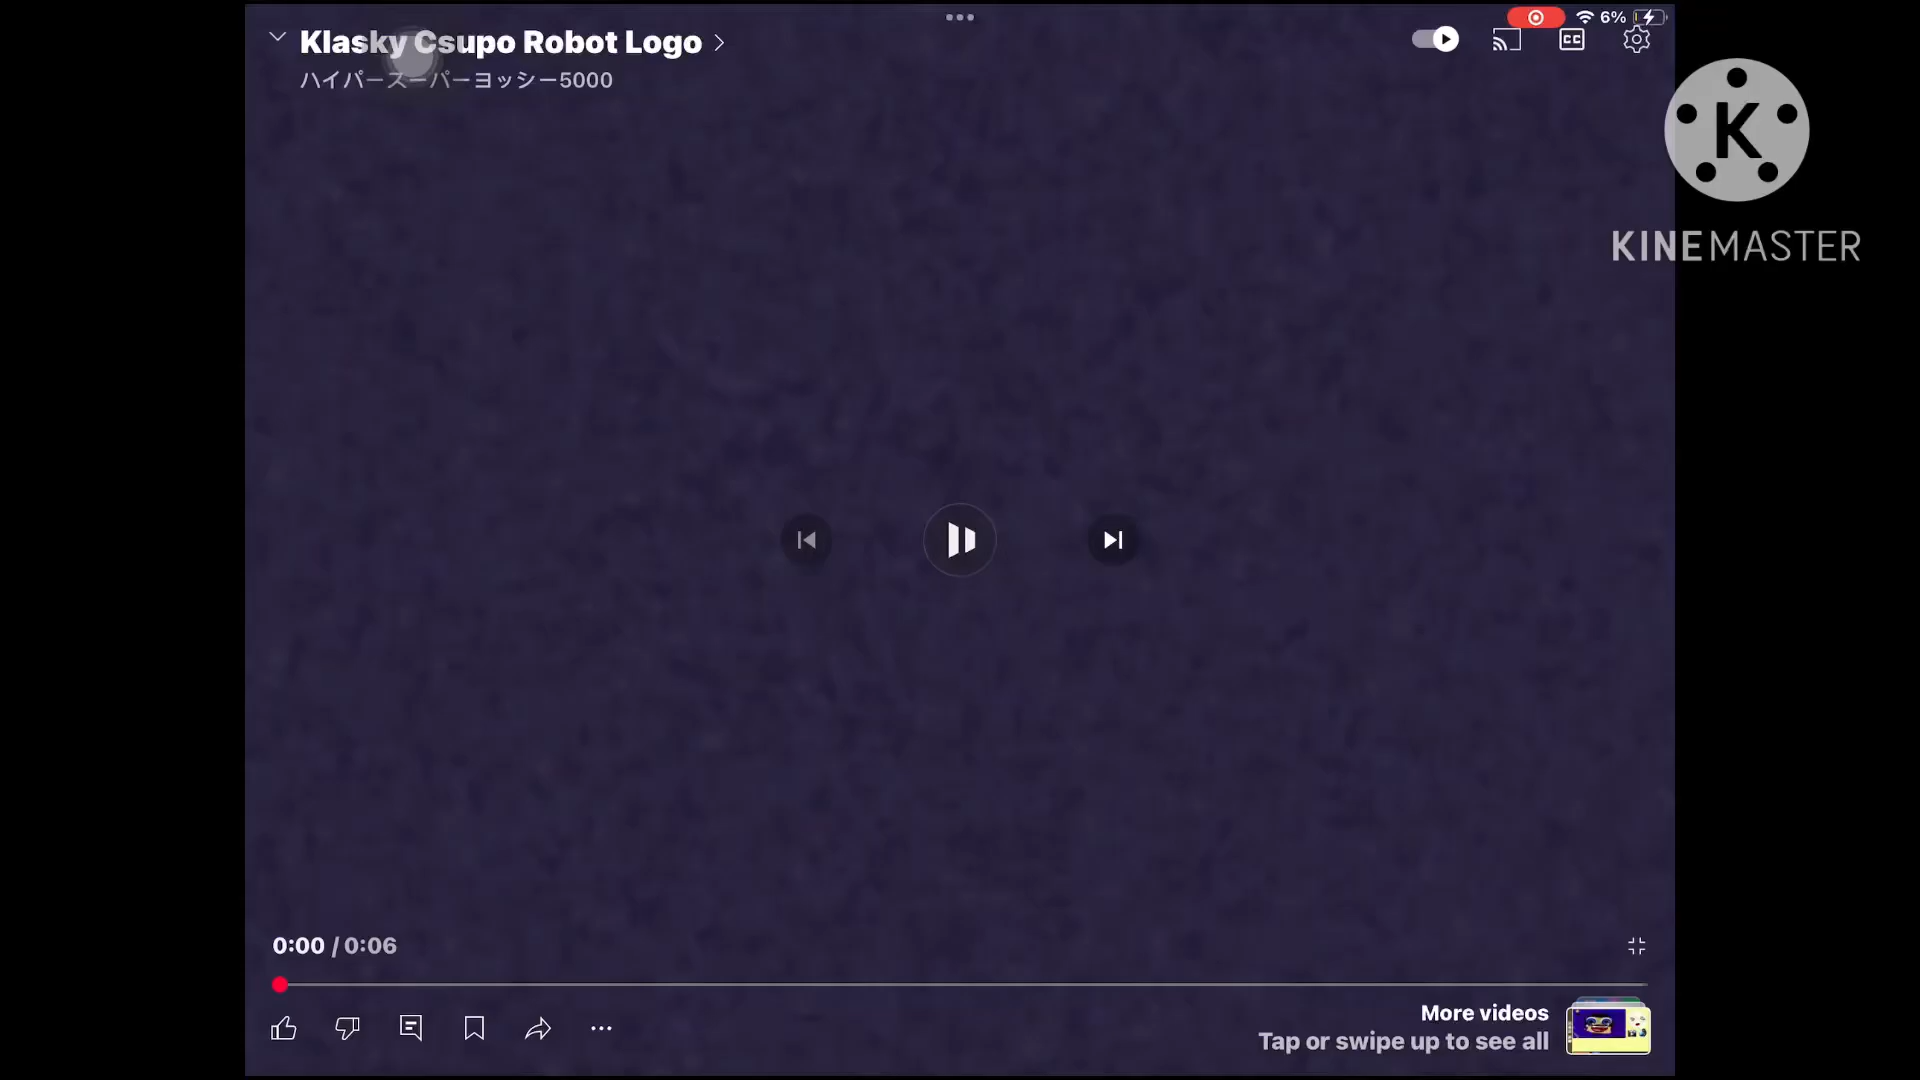 6%
Klasky Csupo Robot Logo
ハイパースーパーヨッシー5000
CC
K
KINEMASTER
0:00 / 0:06
More videos
Tap or swipe up to see all